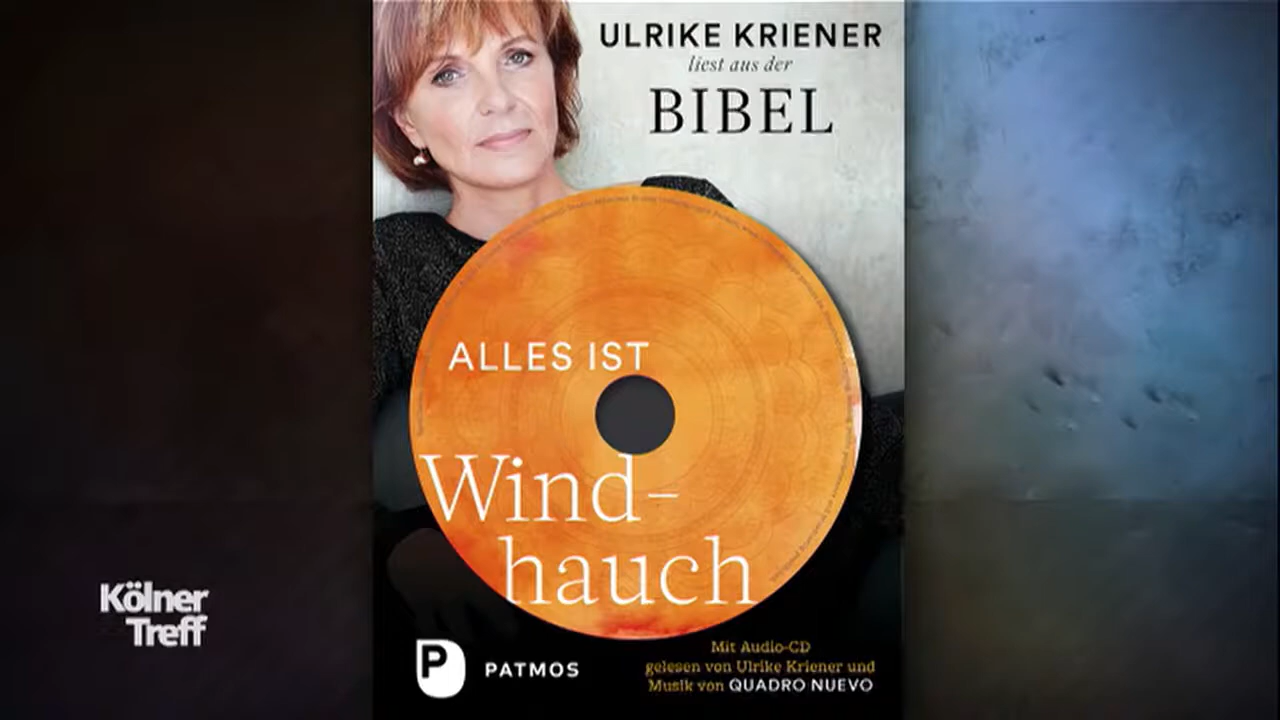 ULRIKE KRIENER
liest aus der
BIBEL
ALLES IST
Wind-
hauch
Kölner
Treff
P
PATMOS
Mit Audio-CD
gelesen von Ulrike Kriener und
Musik von QUADRO NUEVO